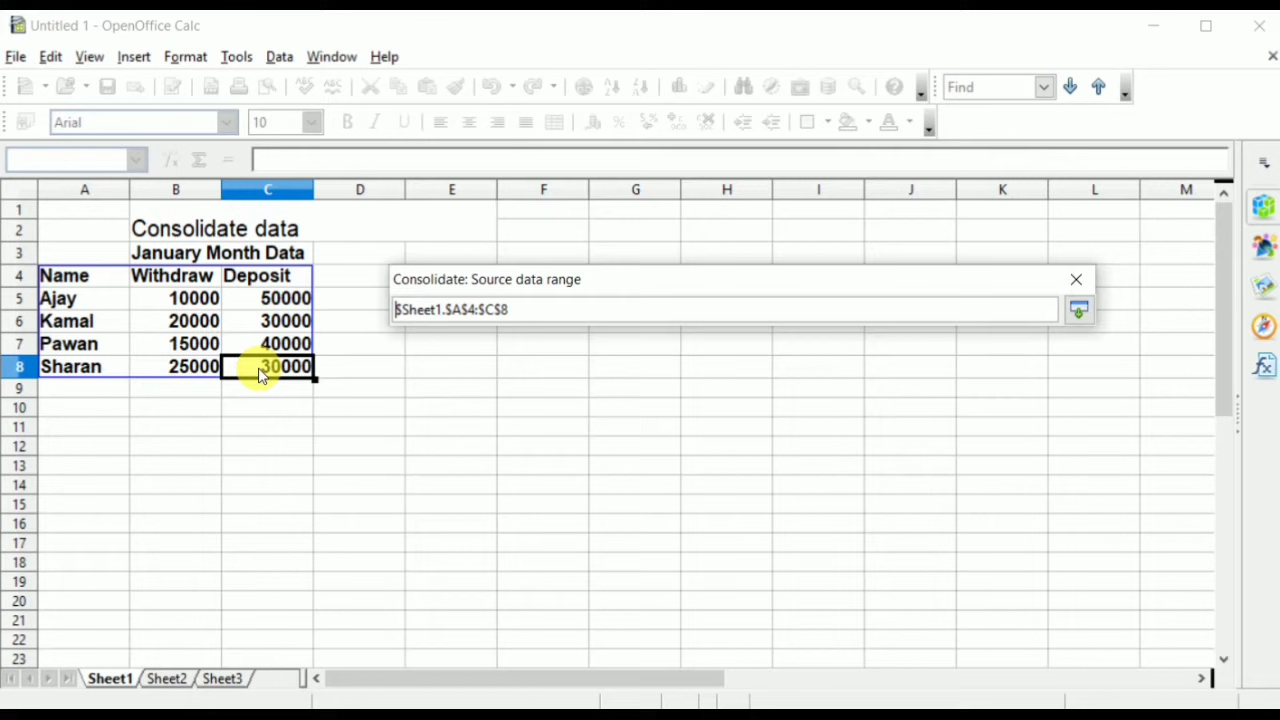 Untitled 1 - OpenOffice Calc
File Edit View Insert Format Tools Data Window Help
Find
Arial 10
A B C D E F G H I J K L M
1
2 Consolidate data
3 January Month Data
4 Name Withdraw Deposit
Consolidate: Source data range
5 Ajay 10000 50000
$Sheet1.$A$4:$C$8
6 Kamal 20000 30000
7 Pawan 15000 40000
8 Sharan 25000 30000
9
10
11
12
13
14
15
16
17
18
19
20
21
22
23
Sheet1 Sheet2 Sheet3